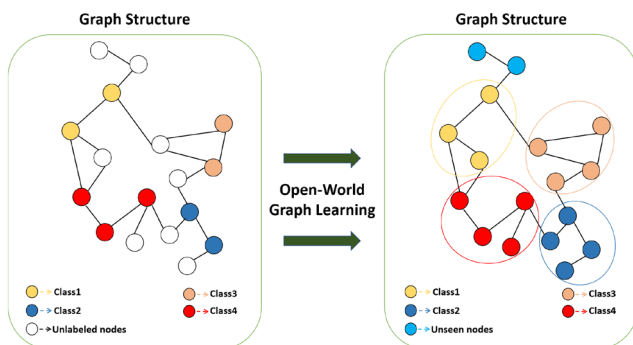 Graph Structure
Class1
Class3
Class2
Class4
Unlabeled nodes
Open-World
Graph Learning
Graph Structure
Class1
Class3
Class2
Class4
Unseen nodes